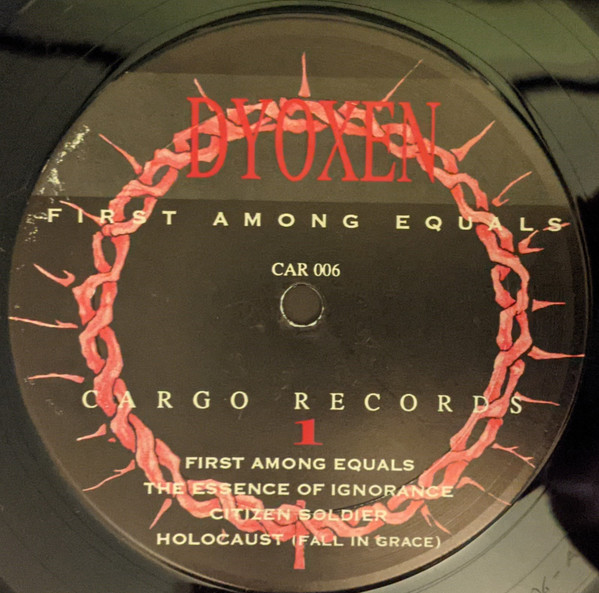 DYOXEN
FIRST AMONG EQUALS
CAR 006
CARGO RECORDS
1
FIRST AMONG EQUALS
THE ESSENCE OF IGNORANCE
CITIZEN SOLDIER
HOLOCAUST (FALL IN GRACE)